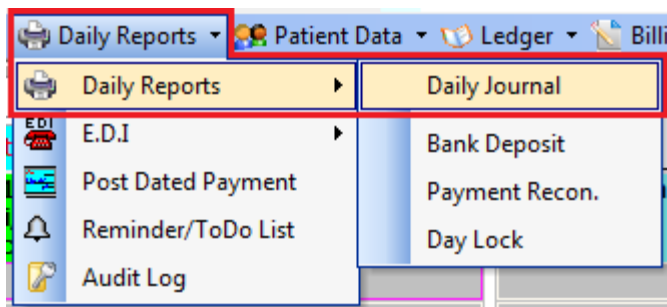 Daily Reports Patient Data Ledger Billi
Daily Reports Daily Journal
EDI E.D.I Bank Deposit
Post Dated Payment Payment Recon.
Reminder/ToDo List Day Lock
Audit Log